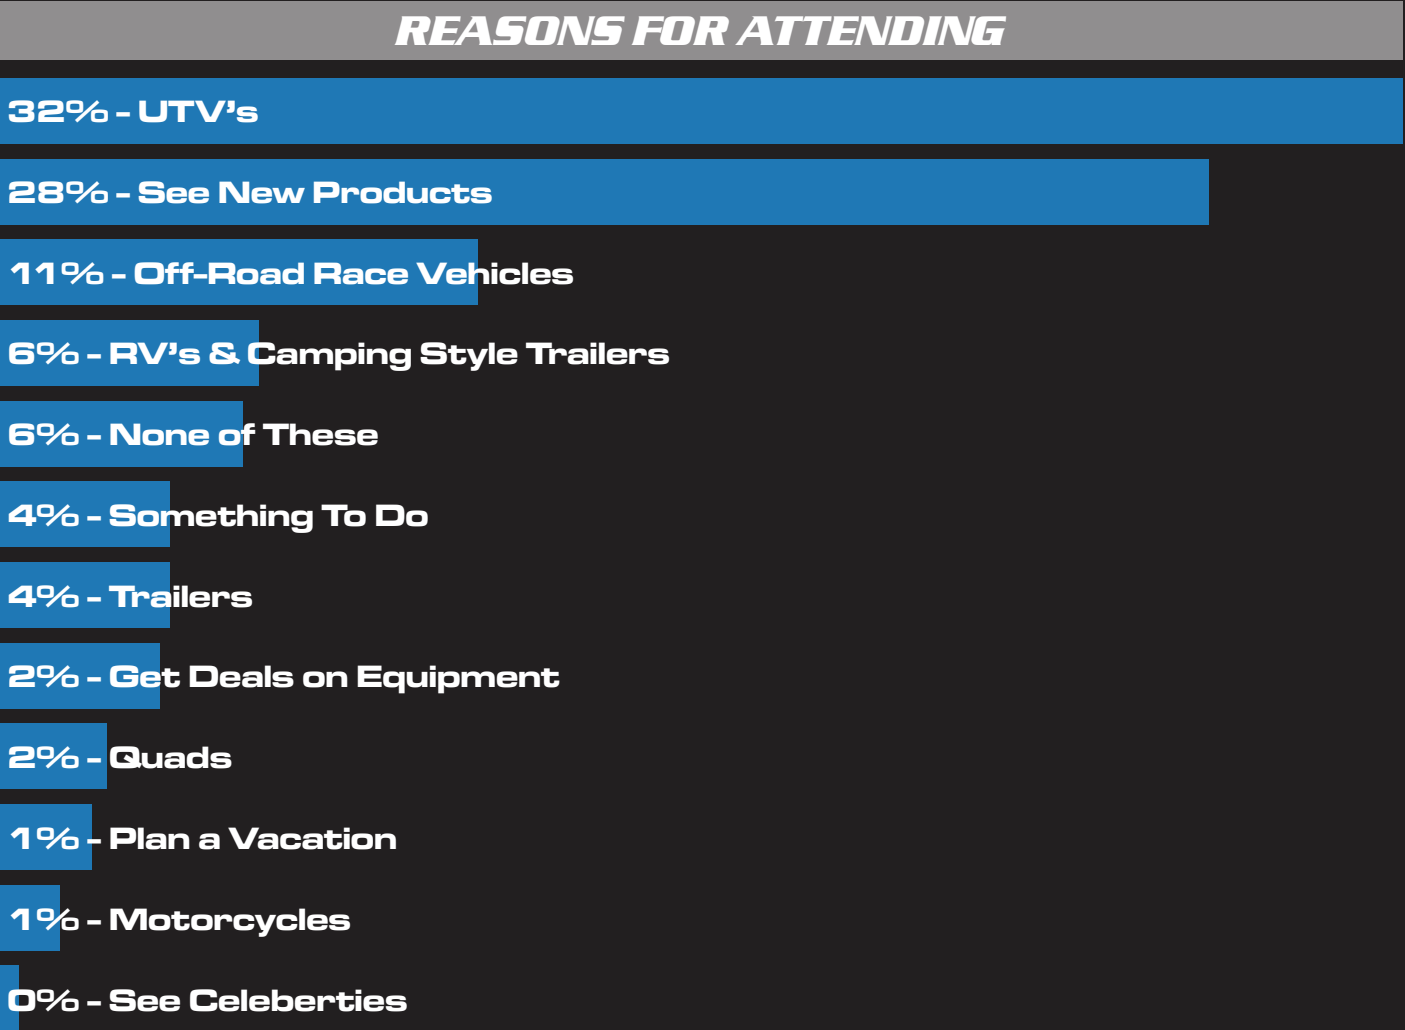 REASONS FOR ATTENDING
32% - UTV's
28% - See New Products
11% - Off-Road Race Vehicles
6% - RV's & Camping Style Trailers
6% - None of These
4% - Something To Do
4% - Trailers
2% - Get Deals on Equipment
2% - Quads
1% - Plan a Vacation
1% - Motorcycles
0% - See Celeberties